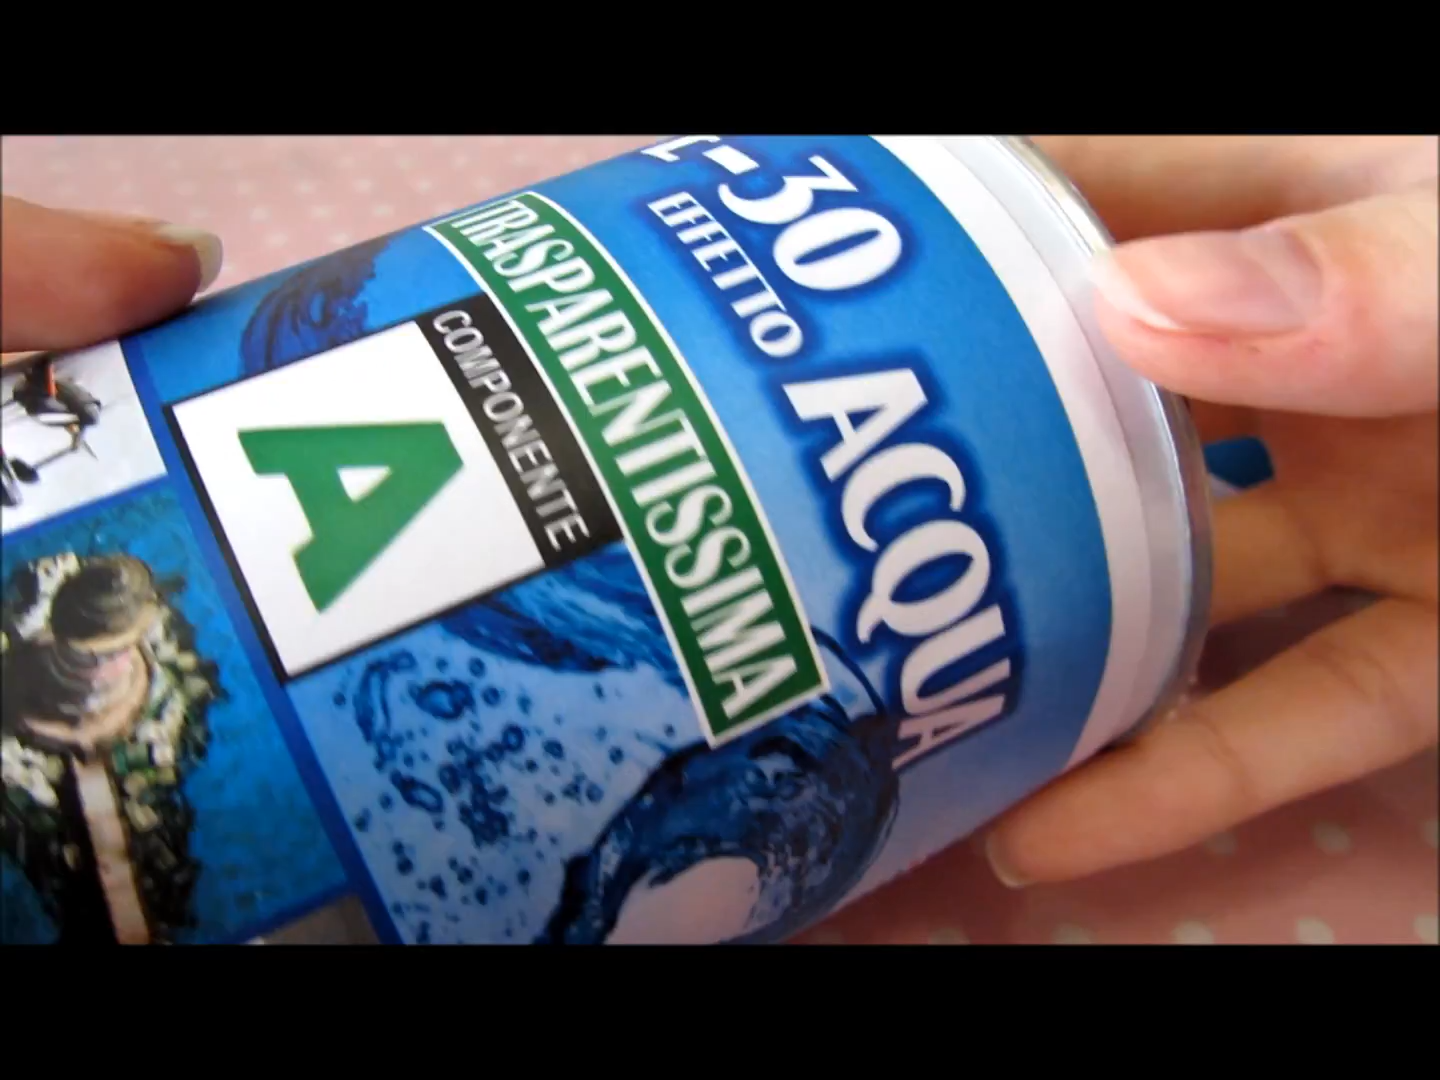 C-30
EFFETTO ACQUA
TRASPARENTISSIMA
COMPONENTE
A